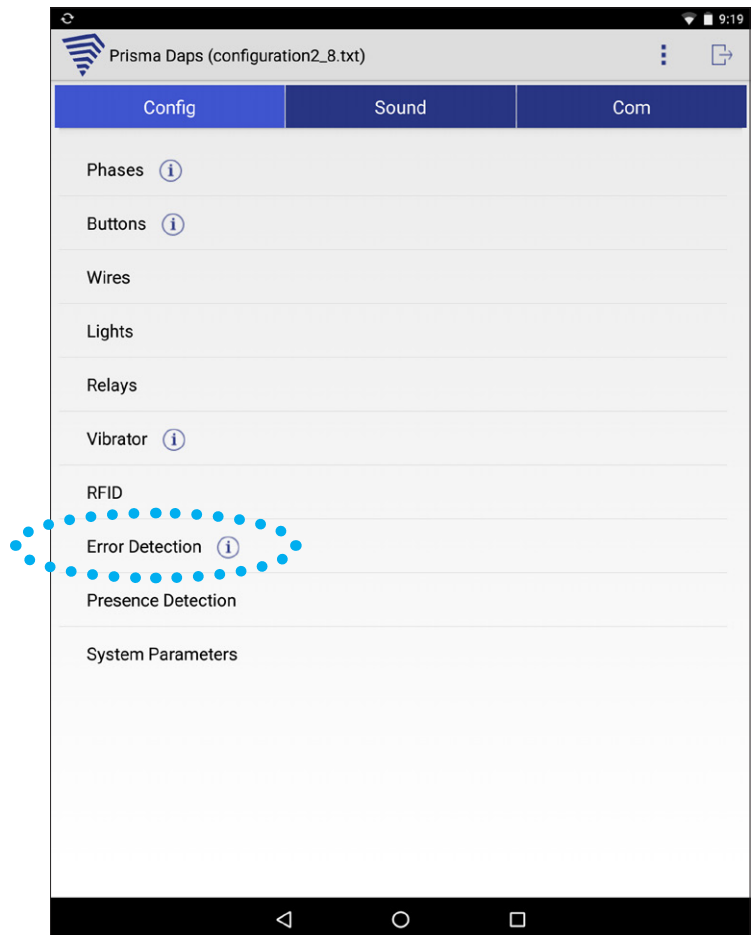 9:19
Prisma Daps (configuration2_8.txt)
Config Sound Com
Phases i
Buttons i
Wires
Lights
Relays
Vibrator i
RFID
Error Detection i
Presence Detection
System Parameters